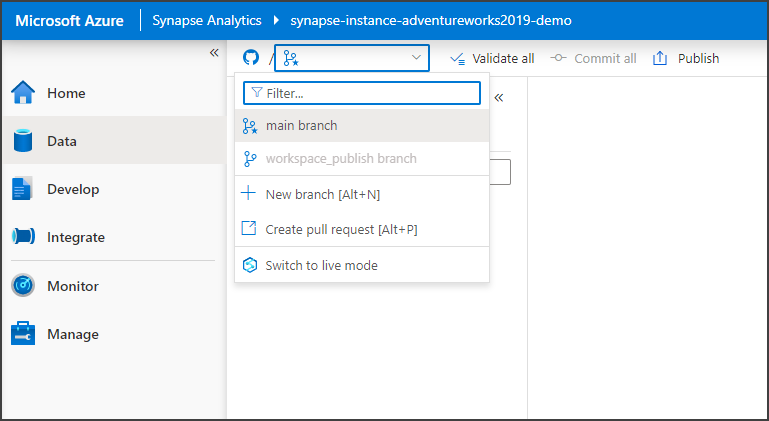 Microsoft Azure | Synapse Analytics ▸ synapse-instance-adventureworks2019-demo
« / Validate all Commit all Publish
Filter...
«
Home
main branch
Data
workspace_publish branch
Develop
New branch [Alt+N]
Create pull request [Alt+P]
Integrate
Switch to live mode
Monitor
Manage